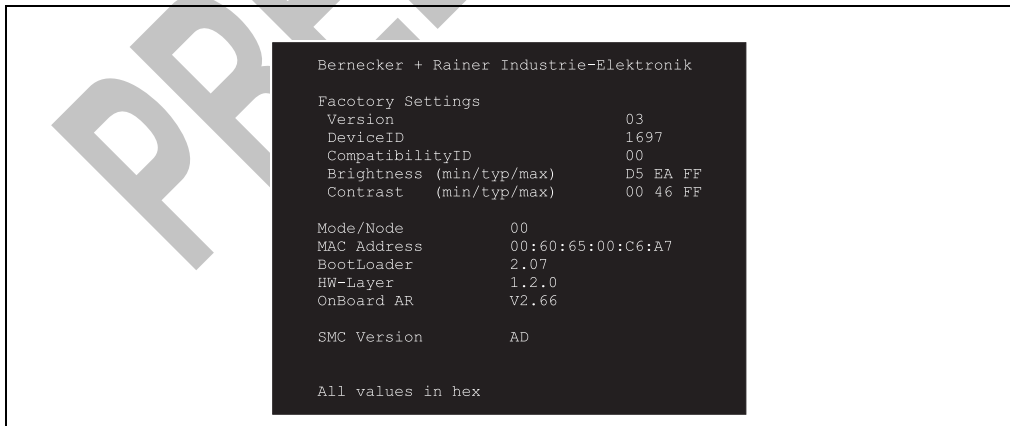 Bernecker + Rainer Industrie-Elektronik
Facotory Settings
Version 03
DeviceID 1697
CompatibilityID 00
Brightness (min/typ/max) D5 EA FF
Contrast (min/typ/max) 00 46 FF
Mode/Node 00
MAC Address 00:60:65:00:C6:A7
BootLoader 2.07
HW-Layer 1.2.0
OnBoard AR V2.66
SMC Version AD
All values in hex